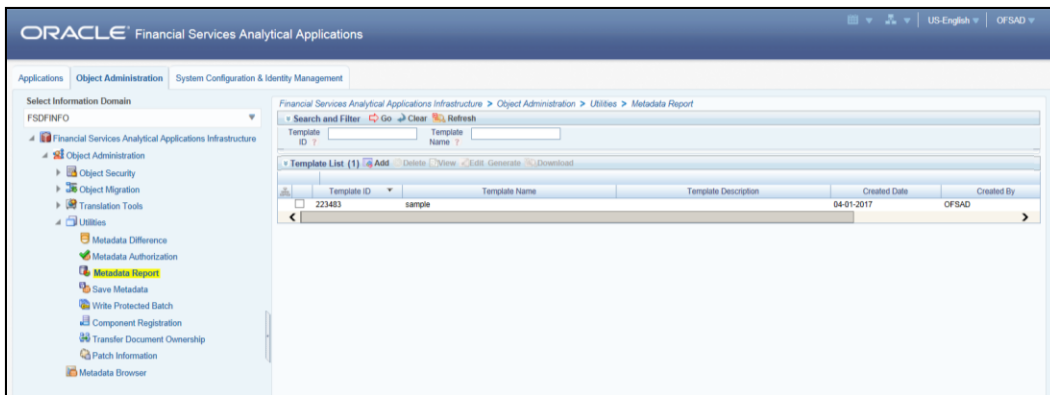 ORACLE Financial Services Analytical Applications
US-English
OFSAD
Applications
Object Administration
System Configuration & Identity Management
Select Information Domain
FSDFINFO
Financial Services Analytical Applications Infrastructure
Object Administration
Object Security
Object Migration
Translation Tools
Utilities
Metadata Difference
Metadata Authorization
Metadata Report
Save Metadata
Write Protected Batch
Component Registration
Transfer Document Ownership
Patch Information
Metadata Browser
Financial Services Analytical Applications Infrastructure > Object Administration > Utilities > Metadata Report
Search and Filter Go Clear Refresh
Template ID ?
Template Name ?
Template List (1) Add Delete View Edit Generate Download
Template ID Template Name Template Description Created Date Created By
223483 sample 04-01-2017 OFSAD